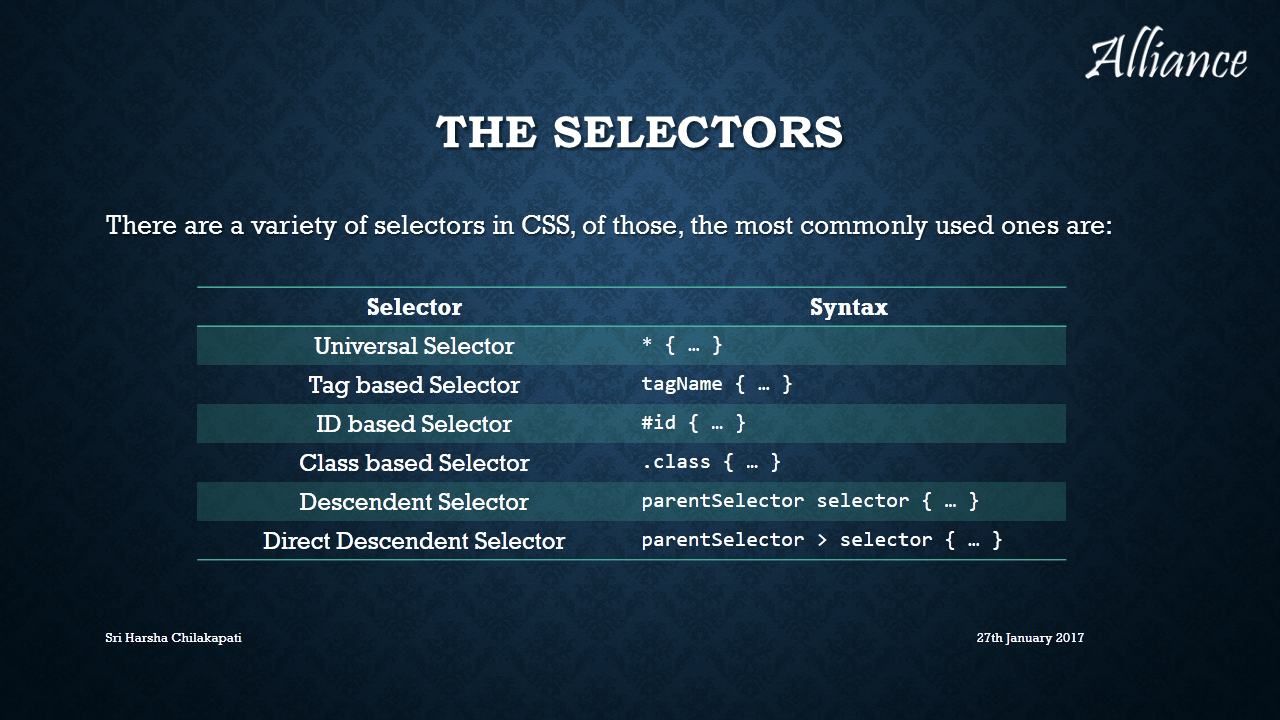 Alliance
THE SELECTORS
There are a variety of selectors in CSS, of those, the most commonly used ones are:
Selector Syntax
Universal Selector * { … }
Tag based Selector tagName { … }
ID based Selector #id { … }
Class based Selector .class { … }
Descendent Selector parentSelector selector { … }
Direct Descendent Selector parentSelector > selector { … }
Sri Harsha Chilakapati 27th January 2017